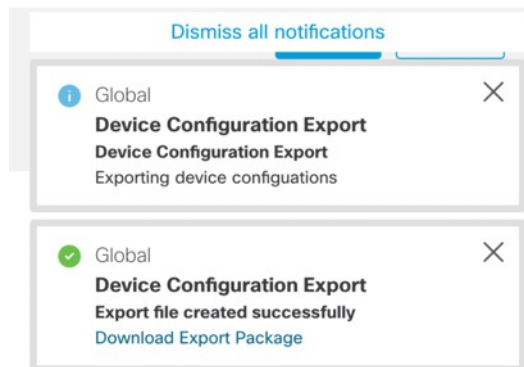 Dismiss all notifications
Global
Device Configuration Export
Device Configuration Export
Exporting device configuations
Global
Device Configuration Export
Export file created successfully
Download Export Package